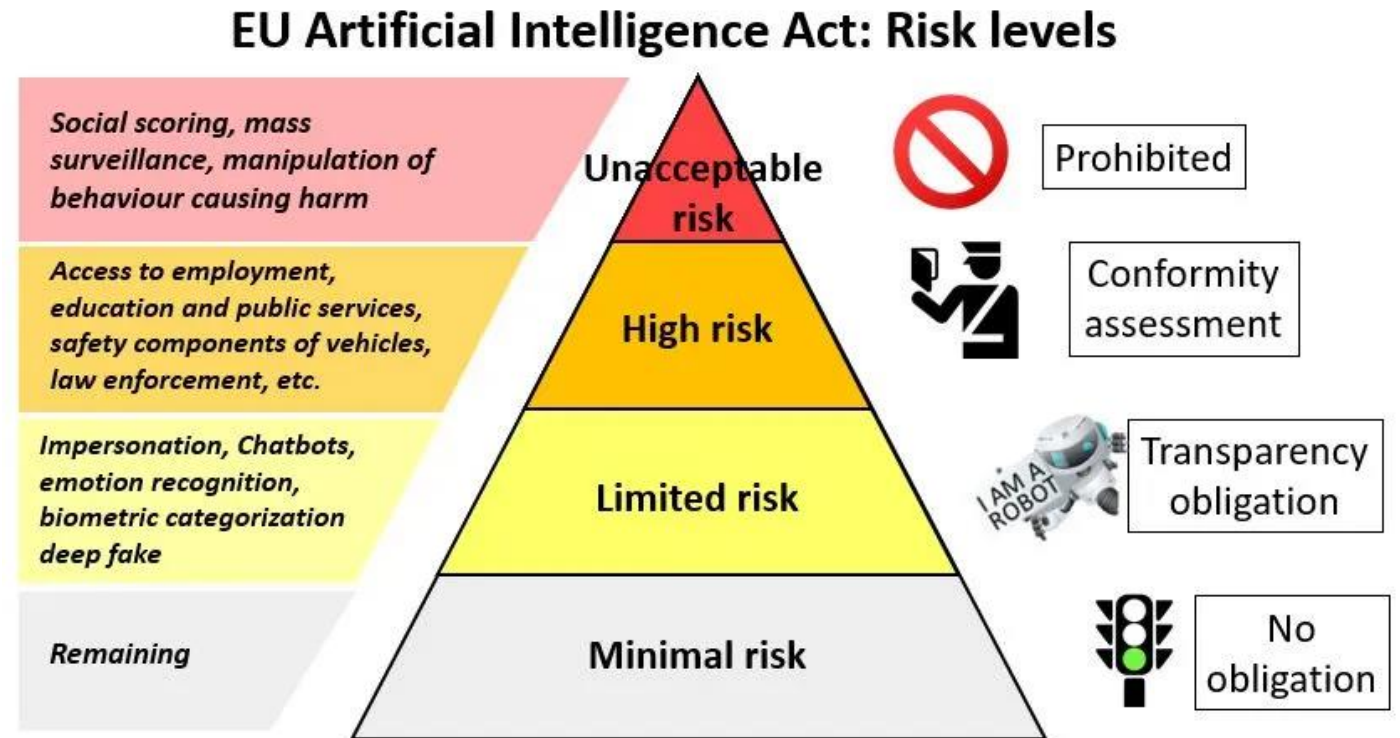 EU Artificial Intelligence Act: Risk levels
Social scoring, mass
surveillance, manipulation of
behaviour causing harm
Unacceptable
risk
Prohibited
Access to employment,
education and public services,
safety components of vehicles,
law enforcement, etc.
High risk
Conformity
assessment
Impersonation, Chatbots,
emotion recognition,
biometric categorization
deep fake
Limited risk
I AM A
ROBOT
Transparency
obligation
Remaining
Minimal risk
No
obligation